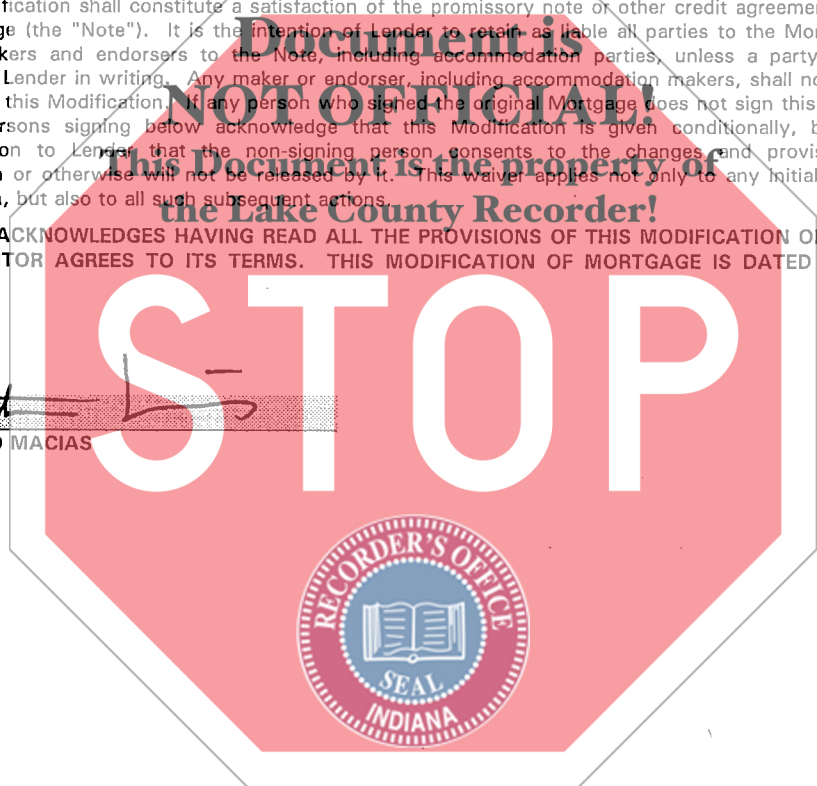 fication shall constitute a satisfaction of the promissory note or other credit agreeme
ge (the "Note"). It is the intention of Lender to retain as liable all parties to the Mor
kers and endorsers to the Note, including accommodation parties, unless a party
Lender in writing. Any maker or endorser, including accommodation makers, shall no
this Modification. If any person who signed the original Mortgage does not sign this
rsons signing below acknowledge that this Modification is given conditionally, b
on to Lender that the non-signing person consents to the changes and provis
or otherwise will not be released by it. This waiver applies not only to any initial
, but also to all such subsequent actions.
Document is
NOT OFFICIAL!
This Document is the property of
the Lake County Recorder!
ACKNOWLEDGES HAVING READ ALL THE PROVISIONS OF THIS MODIFICATION O
TOR AGREES TO ITS TERMS. THIS MODIFICATION OF MORTGAGE IS DATED
STOP
MACIAS
RECORDER'S OFFICE
SEAL
INDIANA